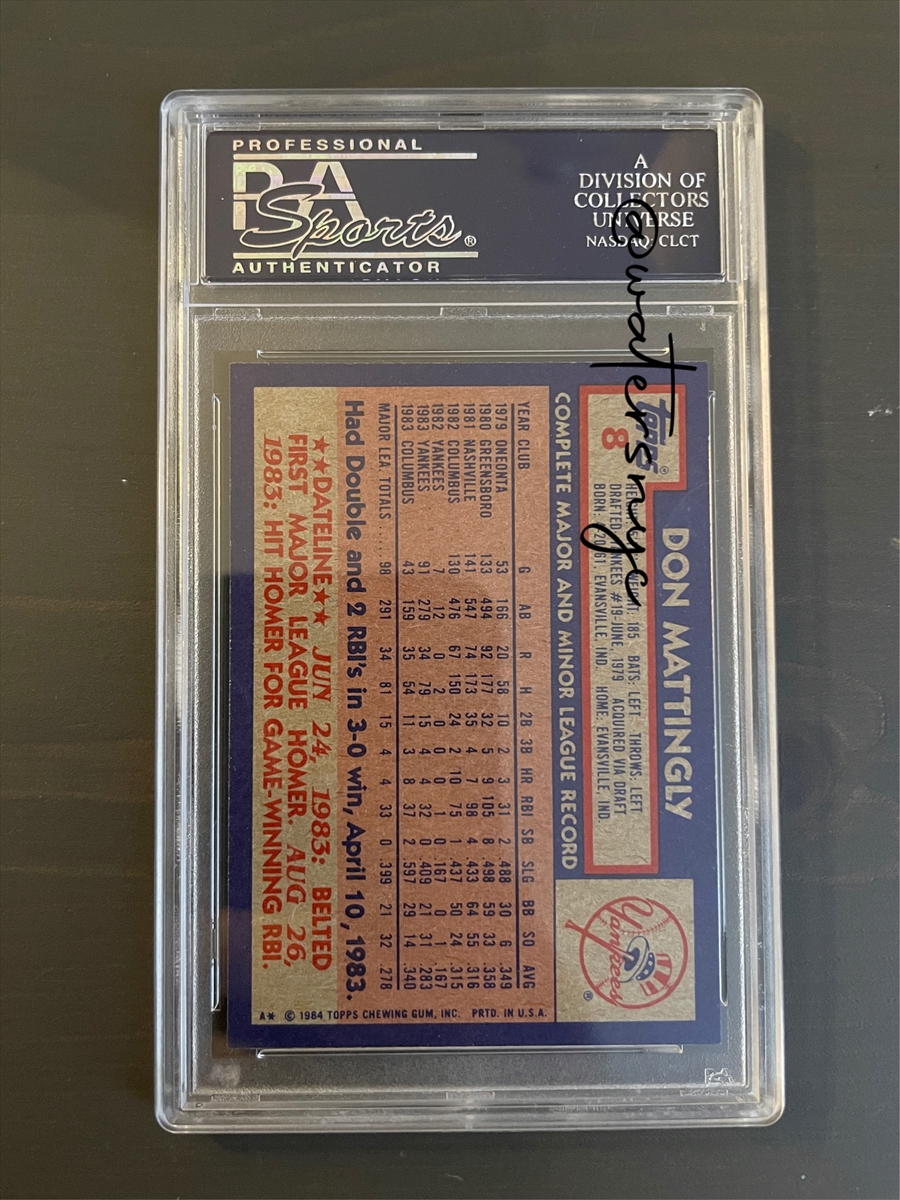 PROFESSIONAL
PSA
Sports®
AUTHENTICATOR
A
DIVISION OF
COLLECTORS
UNIVERSE
NASDAQ: CLCT
@watersnyc
TOPPS®
8
DON MATTINGLY
185 BATS: LEFT THROWS: LEFT
DRAFTED #19-JUNE, 1979 ACQUIRED VIA DRAFT
BORN: EVANSVILLE, IND. HOME: EVANSVILLE, IND.
Yankees®
COMPLETE MAJOR AND MINOR LEAGUE RECORD
YEAR CLUB G AB R H 2B 3B HR RBI SB SLG BB SO AVG
1979 ONEONTA 53 166 20 58 10 2 3 31 2 .488 30 6 .349
1980 GREENSBORO 133 494 92 177 32 5 9 105 8 .498 59 33 .358
1981 NASHVILLE 141 547 74 173 35 4 7 98 4 .433 64 55 .316
1982 COLUMBUS 130 476 67 150 24 2 10 75 1 .437 50 24 .315
1982 YANKEES 7 12 0 2 0 0 0 1 0 .167 0 1 .167
1983 YANKEES 91 279 34 79 15 4 4 32 0 .409 21 31 .283
1983 COLUMBUS 43 159 35 54 11 3 8 37 2 .597 29 14 .340
MAJOR LEA. TOTALS ..... 98 291 34 81 15 4 4 33 0 .399 21 32 .278
Had Double and 2 RBI's in 3-0 win, April 10, 1983.
★★DATELINE★★ JUN 24, 1983: BELTED
FIRST MAJOR LEAGUE HOMER. AUG 26,
1983: HIT HOMER FOR GAME-WINNING RBI.
A* © 1984 TOPPS CHEWING GUM, INC. PRTD. IN U.S.A.